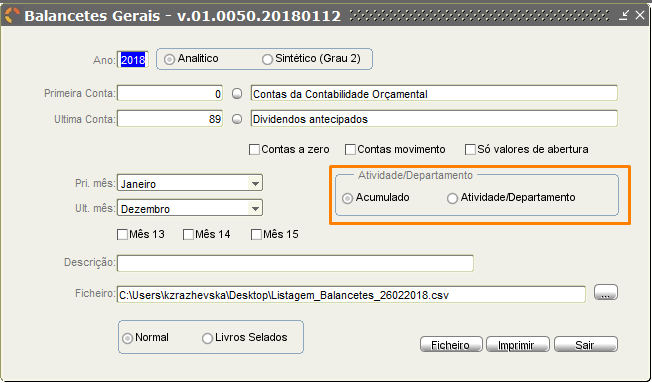 Balancetes Gerais - v.01.0050.20180112
Ano: 2018 Analitico Sintético (Grau 2)
Primeira Conta: 0 Contas da Contabilidade Orçamental
Ultima Conta: 89 Dividendos antecipados
Contas a zero Contas movimento Só valores de abertura
Atividade/Departamento
Pri. mês: Janeiro
Acumulado Atividade/Departamento
Ult. mês: Dezembro
Mês 13 Mês 14 Mês 15
Descrição:
Ficheiro: C:\Users\kzrazhevska\Desktop\Listagem_Balancetes_26022018.csv ...
Normal Livros Selados
Ficheiro Imprimir Sair